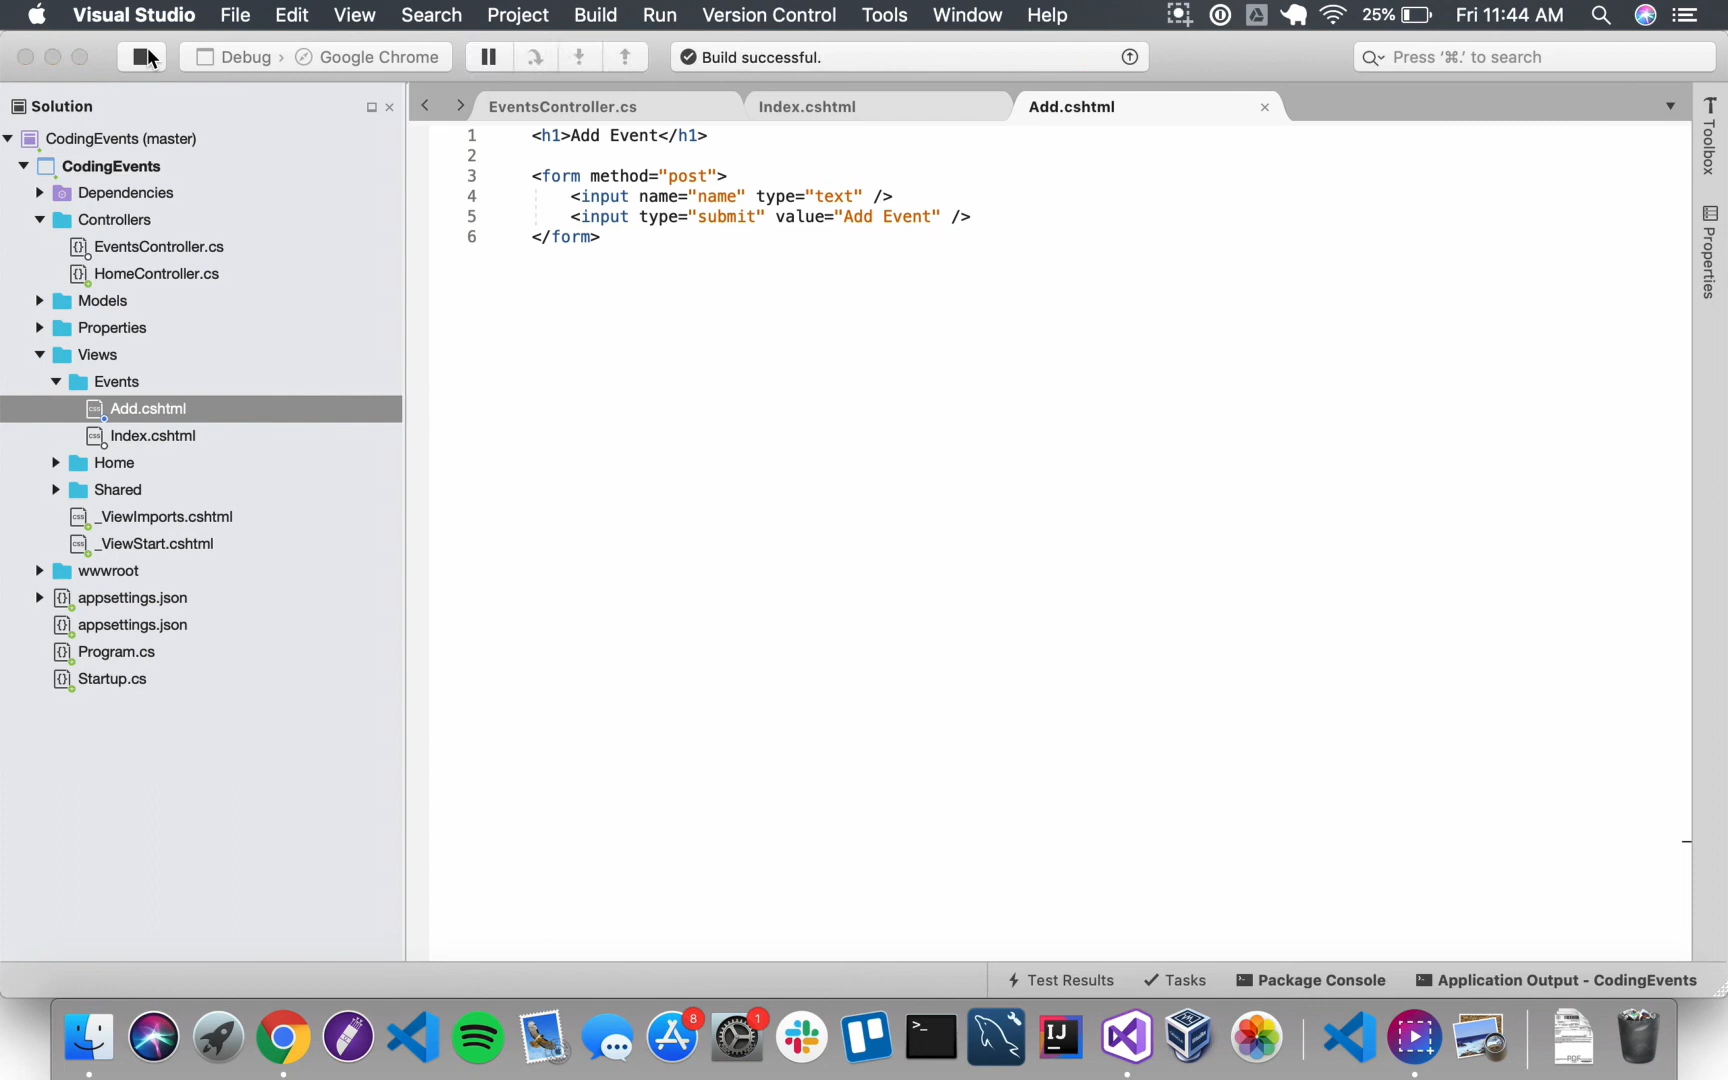 Visual Studio File Edit View Search Project Build Run Version Control Tools Window Help 25% Fri 11:44 AM
Debug › Google Chrome Build successful. Press ‘⌘.’ to search
Solution
CodingEvents (master)
CodingEvents
Dependencies
Controllers
EventsController.cs
HomeController.cs
Models
Properties
Views
Events
Add.cshtml
Index.cshtml
Home
Shared
_ViewImports.cshtml
_ViewStart.cshtml
wwwroot
appsettings.json
appsettings.json
Program.cs
Startup.cs
EventsController.cs Index.cshtml Add.cshtml
1 <h1>Add Event</h1>
2
3 <form method="post">
4 <input name="name" type="text" />
5 <input type="submit" value="Add Event" />
6 </form>
Toolbox
Properties
Test Results Tasks Package Console Application Output - CodingEvents
8 1
>_
IJ
PDF